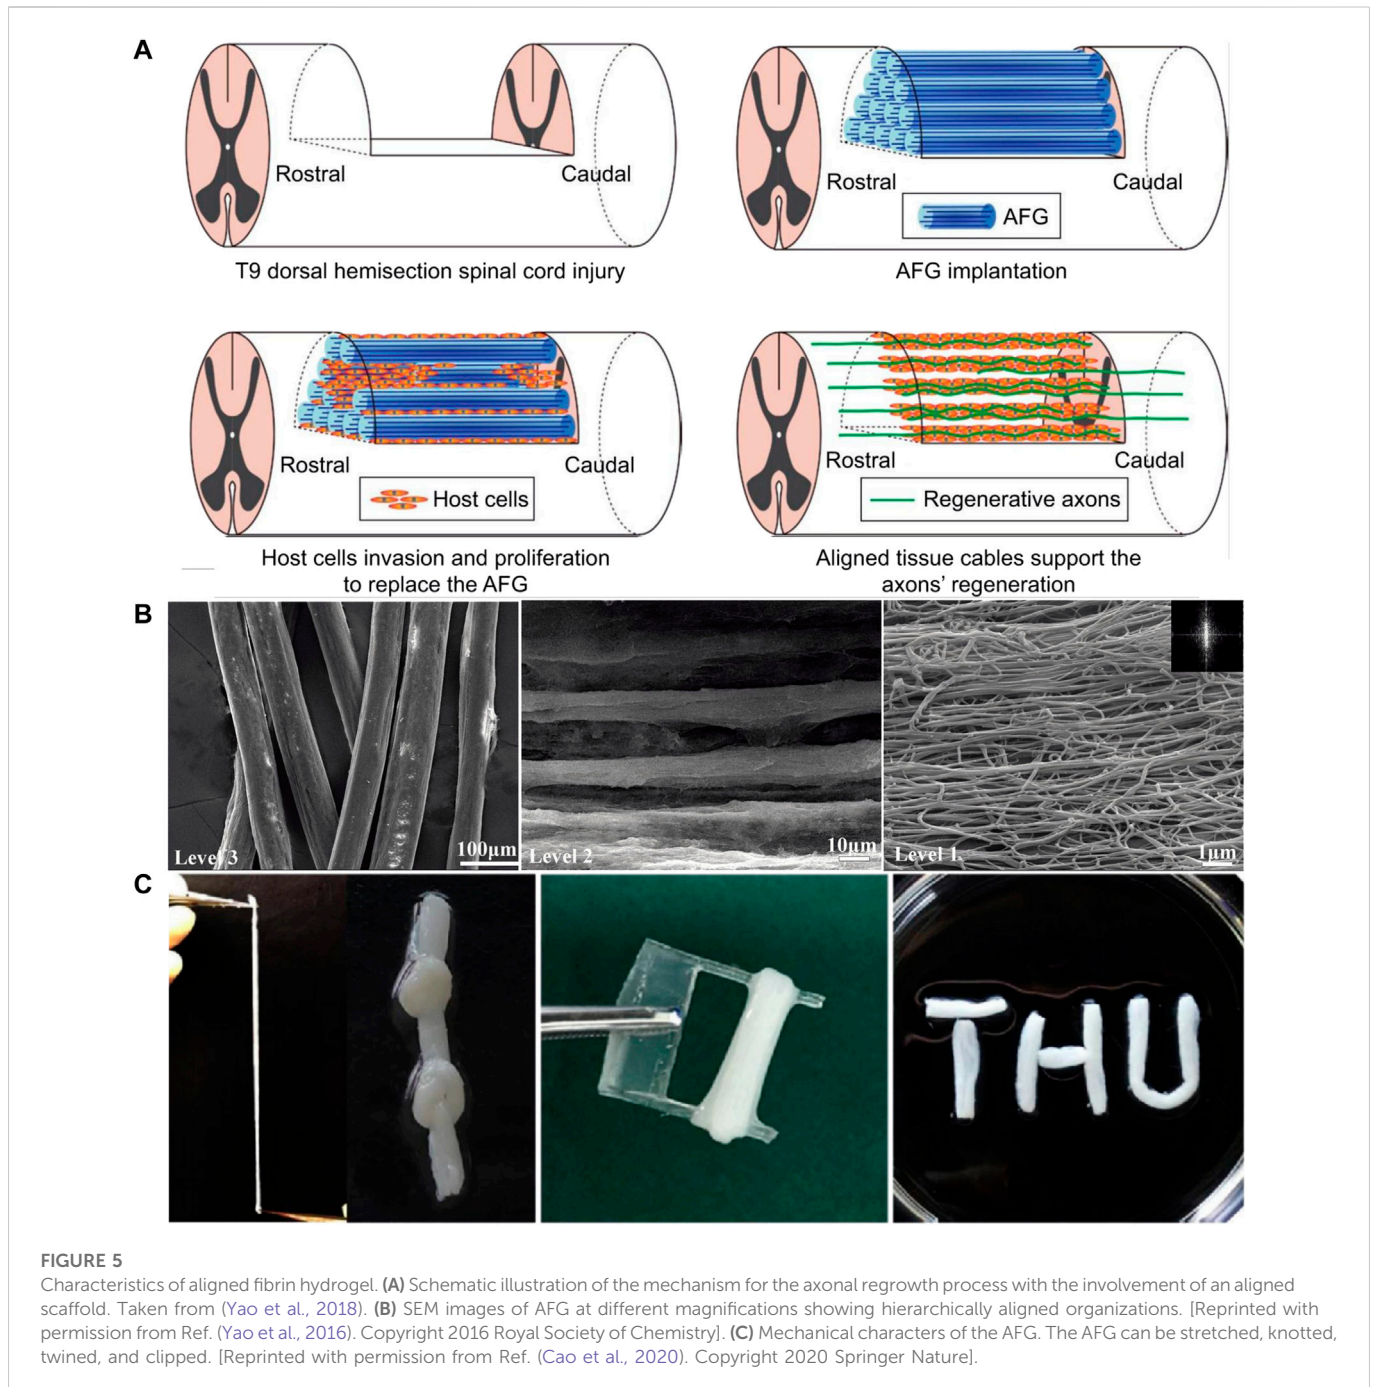 A
Rostral
Caudal
T9 dorsal hemisection spinal cord injury
Rostral
Caudal
AFG
AFG implantation
Rostral
Caudal
Host cells
Host cells invasion and proliferation
to replace the AFG
Rostral
Caudal
Regenerative axons
Aligned tissue cables support the
axons' regeneration
B
Level 3
100μm
Level 2
10μm
Level 1
1μm
C
THU
FIGURE 5
Characteristics of aligned fibrin hydrogel. (A) Schematic illustration of the mechanism for the axonal regrowth process with the involvement of an aligned
scaffold. Taken from (Yao et al., 2018). (B) SEM images of AFG at different magnifications showing hierarchically aligned organizations. [Reprinted with
permission from Ref. (Yao et al., 2016). Copyright 2016 Royal Society of Chemistry]. (C) Mechanical characters of the AFG. The AFG can be stretched, knotted,
twined, and clipped. [Reprinted with permission from Ref. (Cao et al., 2020). Copyright 2020 Springer Nature].